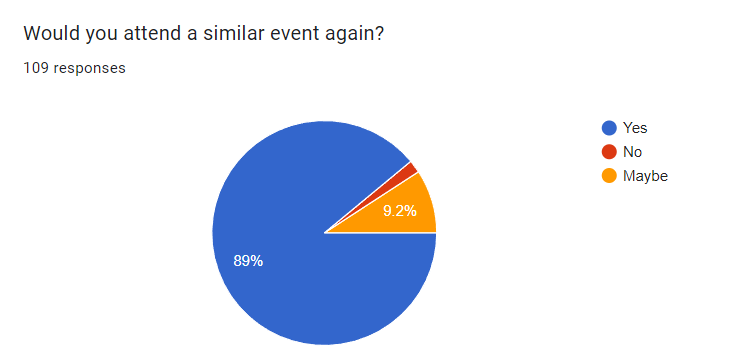 Would you attend a similar event again?
109 responses
Yes
No
Maybe
9.2%
89%